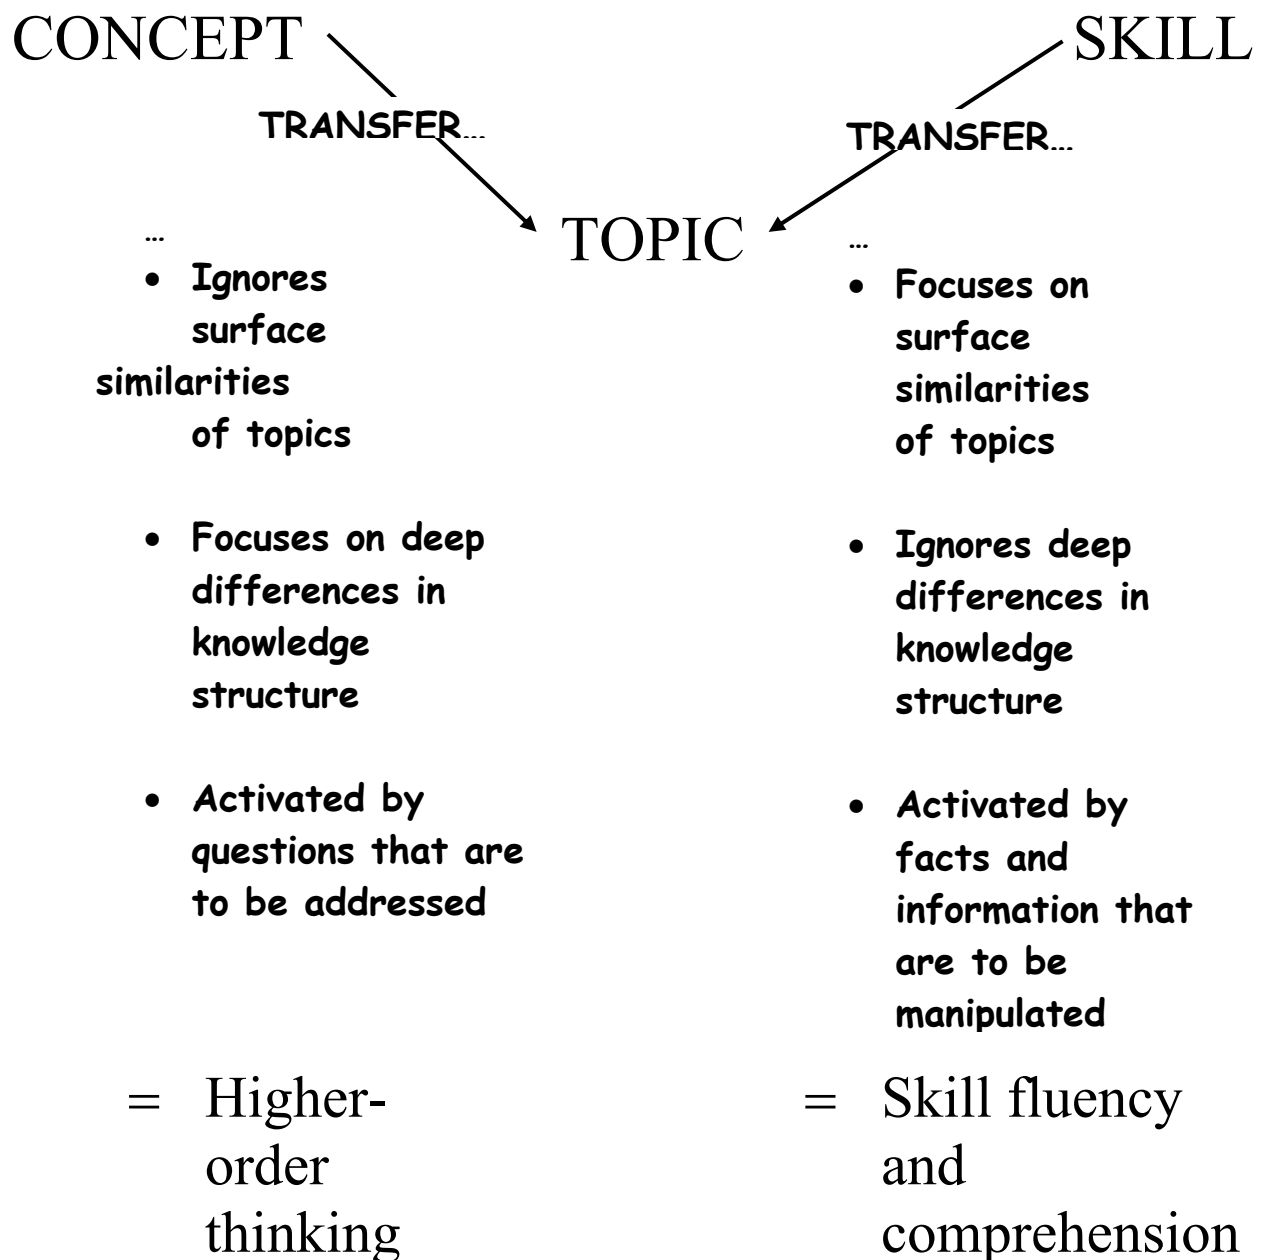 CONCEPT
SKILL
TRANSFER…
TRANSFER…
TOPIC
…
• Ignores
surface
similarities
of topics
• Focuses on deep
differences in
knowledge
structure
• Activated by
questions that are
to be addressed
= Higher-
order
thinking
…
• Focuses on
surface
similarities
of topics
• Ignores deep
differences in
knowledge
structure
• Activated by
facts and
information that
are to be
manipulated
= Skill fluency
and
comprehension